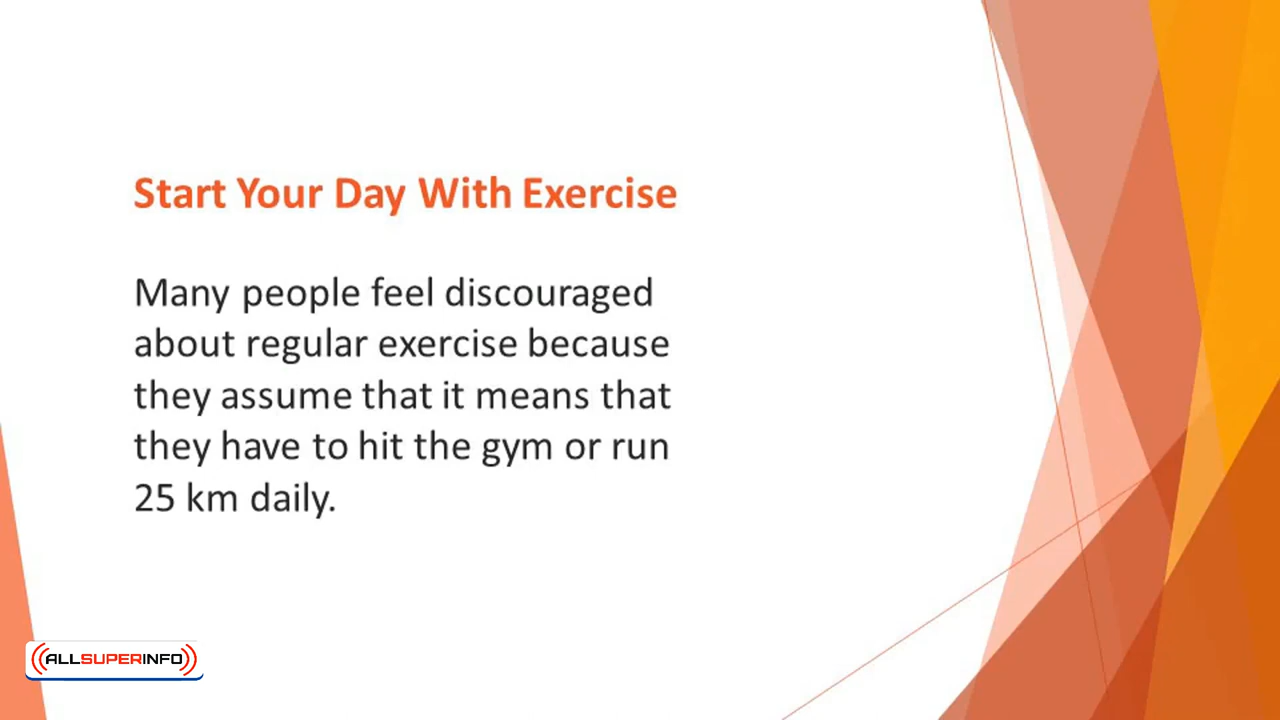 Start Your Day With Exercise
Many people feel discouraged
about regular exercise because
they assume that it means that
they have to hit the gym or run
25 km daily.
ALLSUPERINFO